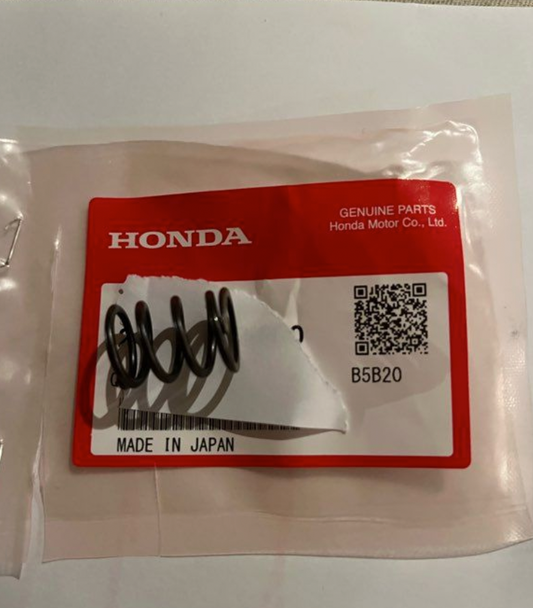 GENUINE PARTS
Honda Motor Co., Ltd.
HONDA
B5B20
MADE IN JAPAN